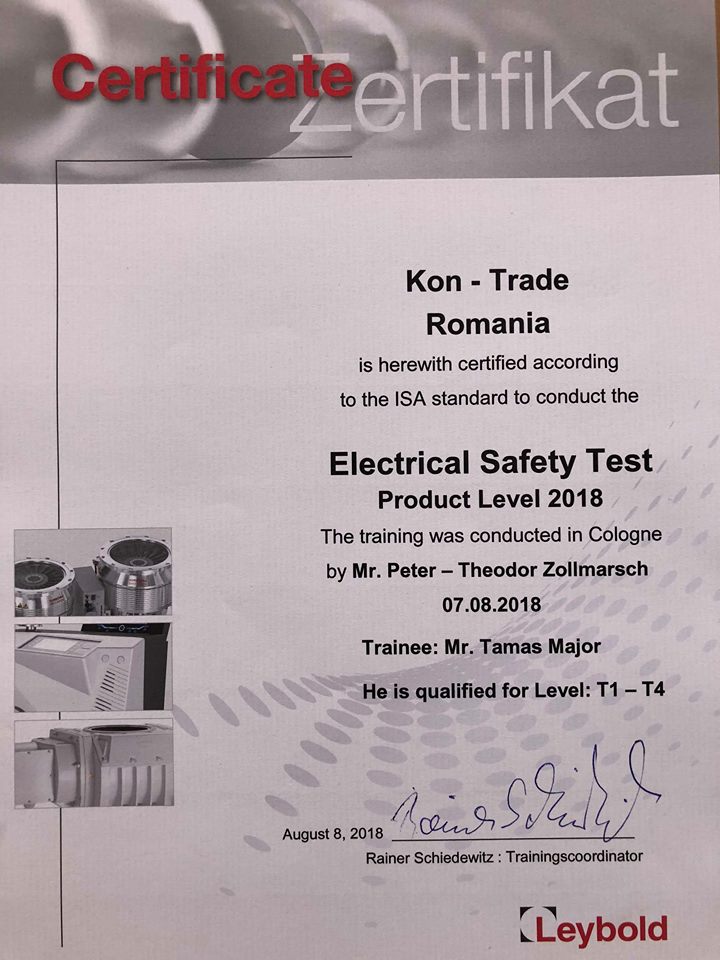 Certificate
Zertifikat
Kon - Trade
Romania
is herewith certified according
to the ISA standard to conduct the
Electrical Safety Test
Product Level 2018
The training was conducted in Cologne
by Mr. Peter – Theodor Zollmarsch
07.08.2018
Trainee: Mr. Tamas Major
He is qualified for Level: T1 – T4
August 8, 2018
Rainer Schiedewitz : Trainingscoordinator
Leybold